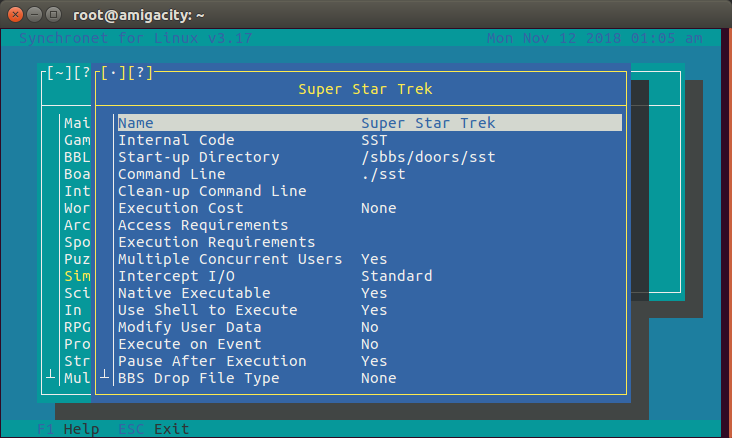 root@amigacity: ~
Synchronet for Linux v3.17 Mon Nov 12 2018 01:05 am
[~][? [·][?]
Super Star Trek
Mai Name Super Star Trek
Gam Internal Code SST
BBL Start-up Directory /sbbs/doors/sst
Boa Command Line ./sst
Int Clean-up Command Line
Wor Execution Cost None
Arc Access Requirements
Spo Execution Requirements
Puz Multiple Concurrent Users Yes
Sim Intercept I/O Standard
Sci Native Executable Yes
In Use Shell to Execute Yes
RPG Modify User Data No
Pro Execute on Event No
Str Pause After Execution Yes
Mul BBS Drop File Type None
F1 Help ESC Exit